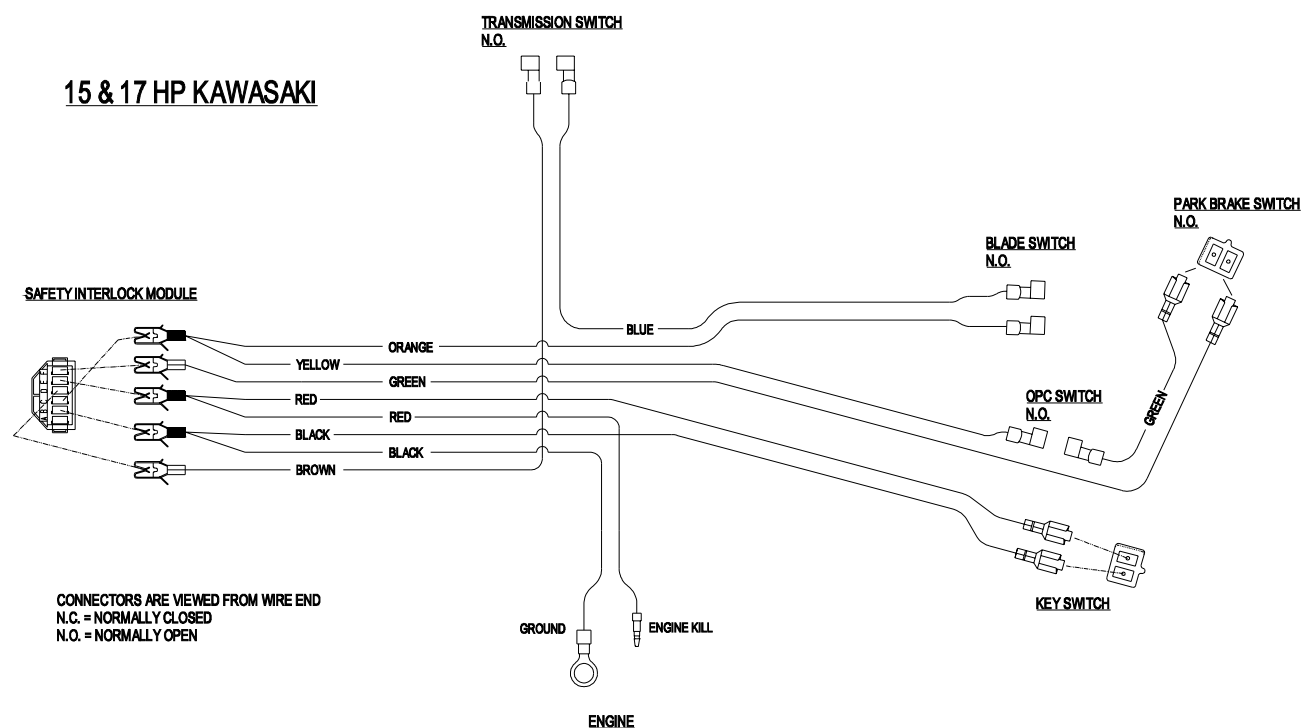 TRANSMISSION SWITCH
N.O.
15 & 17 HP KAWASAKI
PARK BRAKE SWITCH
N.O.
BLADE SWITCH
N.O.
SAFETY INTERLOCK MODULE
BLUE
ORANGE
YELLOW
GREEN
RED
RED
BLACK
BLACK
BROWN
OPC SWITCH
N.O.
GREEN
KEY SWITCH
CONNECTORS ARE VIEWED FROM WIRE END
N.C. = NORMALLY CLOSED
N.O. = NORMALLY OPEN
GROUND
ENGINE KILL
ENGINE